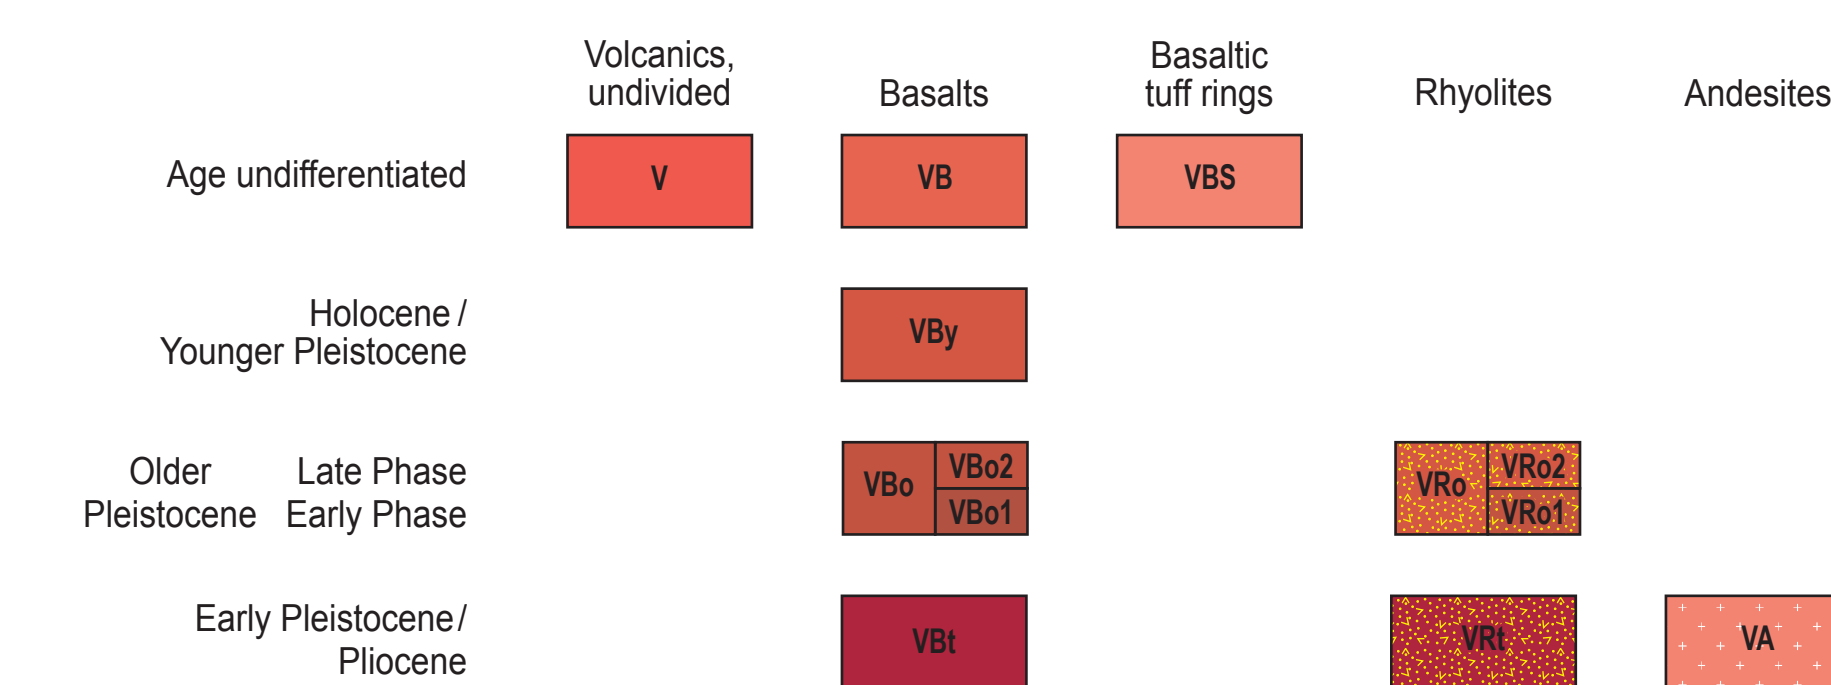 Volcanics,
undivided
Basalts
Basaltic
tuff rings
Rhyolites
Andesites
Age undifferentiated
V
VB
VBS
Holocene /
Younger Pleistocene
VBy
Older
Pleistocene
Late Phase
Early Phase
VBo
VBo2
VBo1
VRo
VRo2
VRo1
Early Pleistocene/
Pliocene
VBt
VRt
VA